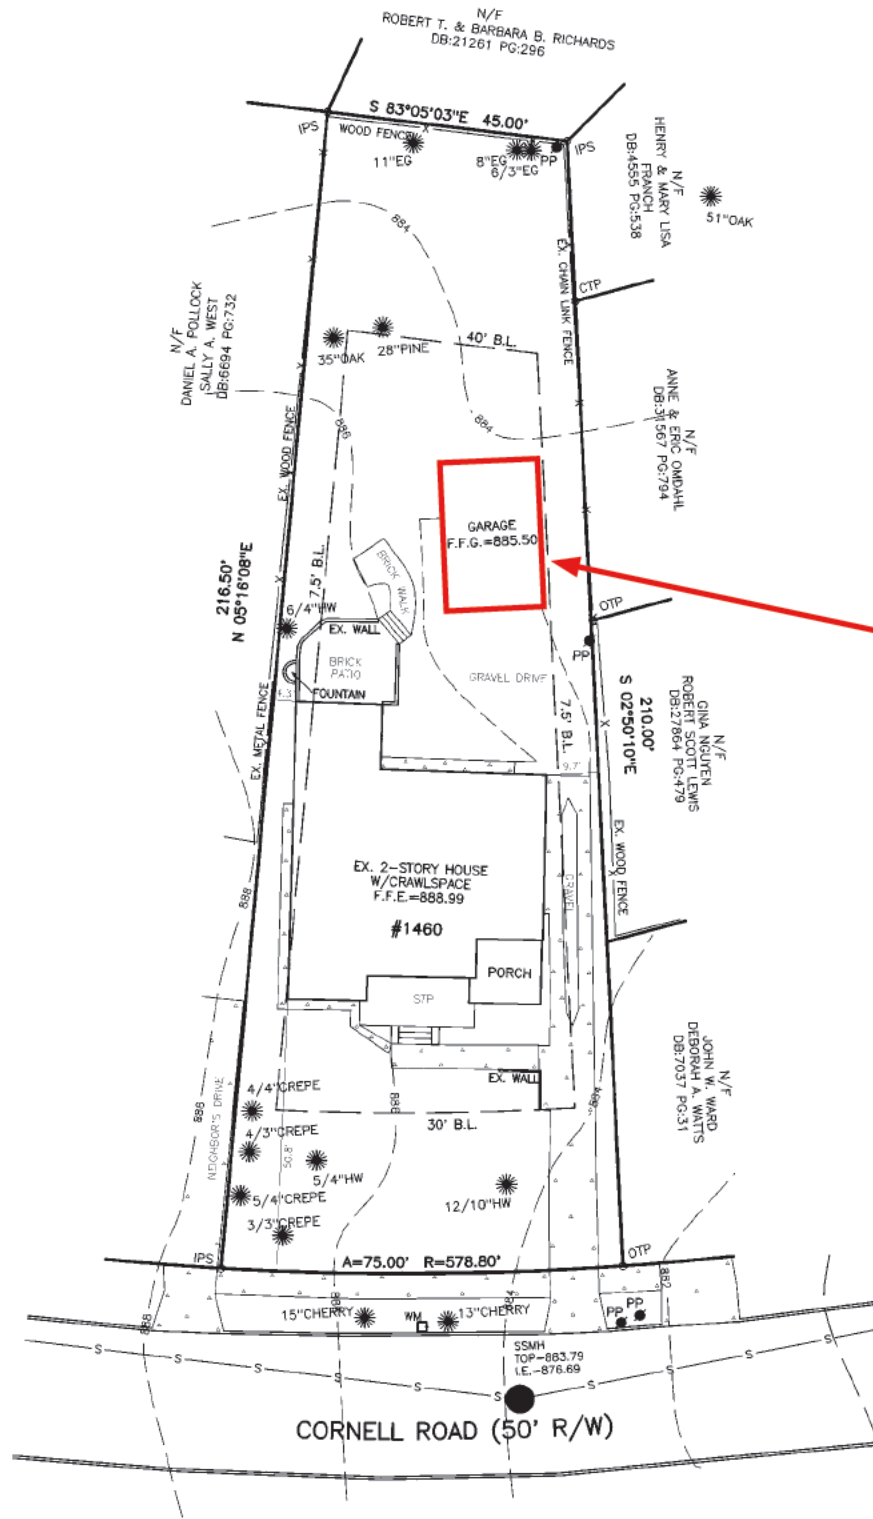 N/F
ROBERT T. & BARBARA B. RICHARDS
DB:21261 PG:296
S 83°05'03"E 45.00'
IPS
WOOD FENCE
X
11"EG
8"EG
6/3"EG
PP
IPS
N/F
HENRY & MARY LISA
FRANCH
DB:4555 PG:538
51"OAK
884
EX. CHAIN LINK FENCE
CTP
N/F
DANIEL A. POLLOCK
SALLY A. WEST
DB:6694 PG:732
40' B.L.
35"OAK
28"PINE
N/F
ANNE & ERIC OMDAHL
DB:31567 PG:794
886
884
EX. WOOD FENCE
GARAGE
F.F.G.=885.50
216.50'
N 05°16'08"E
7.5' B.L.
BRICK WALK
OTP
6/4"HW
EX. WALL
PP
BRICK
PATIO
GRAVEL DRIVE
FOUNTAIN
EX. METAL FENCE
7.5' B.L.
210.00'
S 02°50'10"E
N/F
GINA NGUYEN
ROBERT SCOTT LEWIS
DB:27864 PG:479
9.7'
EX. WOOD FENCE
EX. 2-STORY HOUSE
W/CRAWLSPACE
F.F.E.=888.99
#1460
GRAVEL
888
PORCH
STP
N/F
JOHN W. WARD
DEBORAH A. WATTS
DB:7037 PG:31
EX. WALL
NEIGHBOR'S DRIVE
886
4/4"CREPE
886
884
30' B.L.
4/3"CREPE
50.8'
5/4"HW
5/4"CREPE
12/10"HW
3/3"CREPE
IPS
A=75.00' R=578.80'
OTP
882
888
888
884
15"CHERRY
WM
13"CHERRY
PP
PP
SSMH
TOP-883.79
I.E.-876.69
S S S S S S S S
CORNELL ROAD (50' R/W)